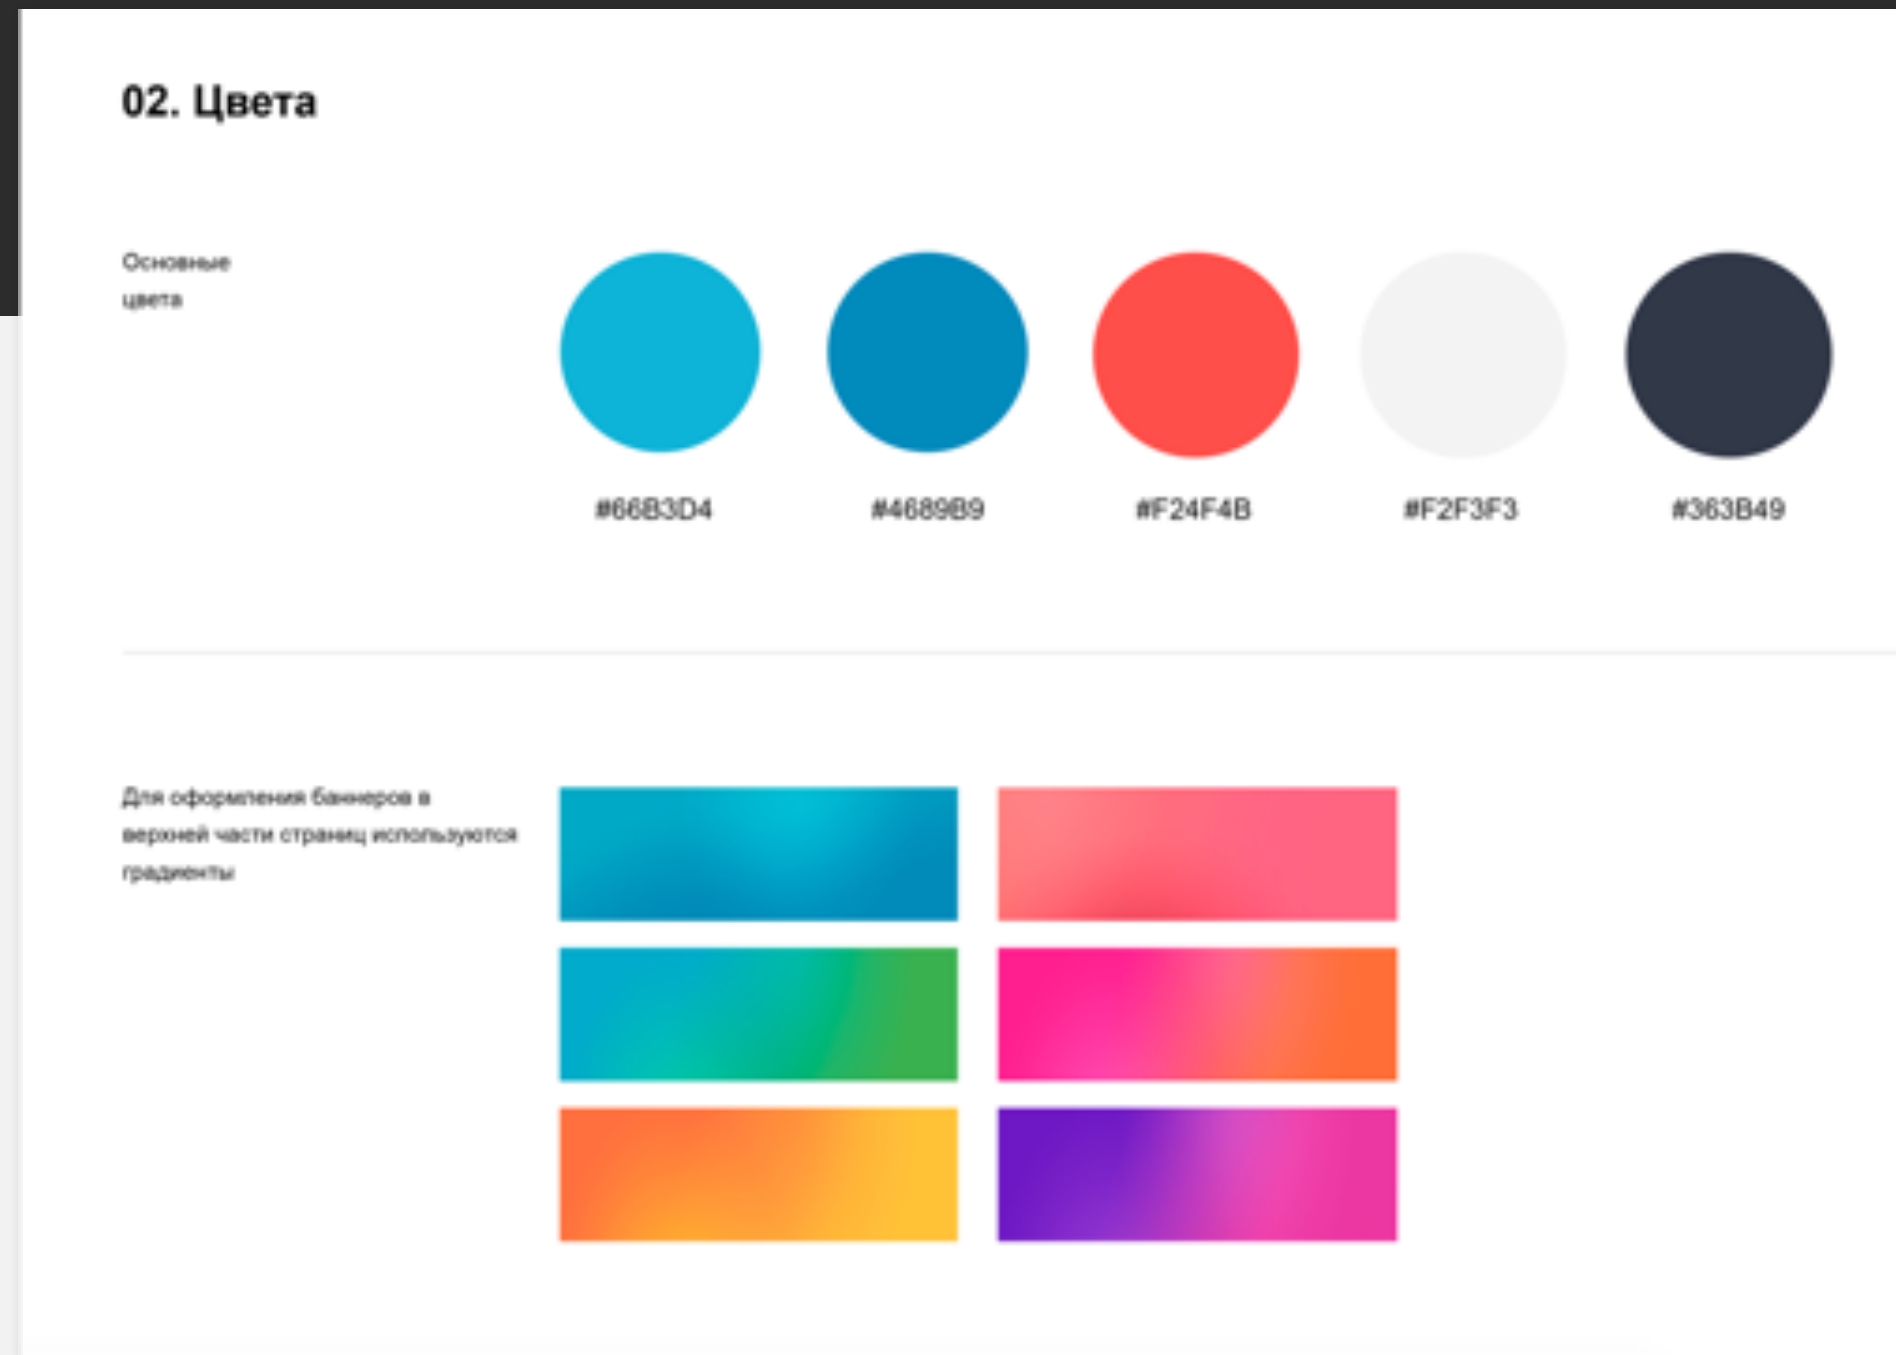 02. Цвета
Основные
цвета
#66B3D4
#4689B9
#F24F4B
#F2F3F3
#363B49
Для оформления баннеров в
верхней части страниц используются
градиенты